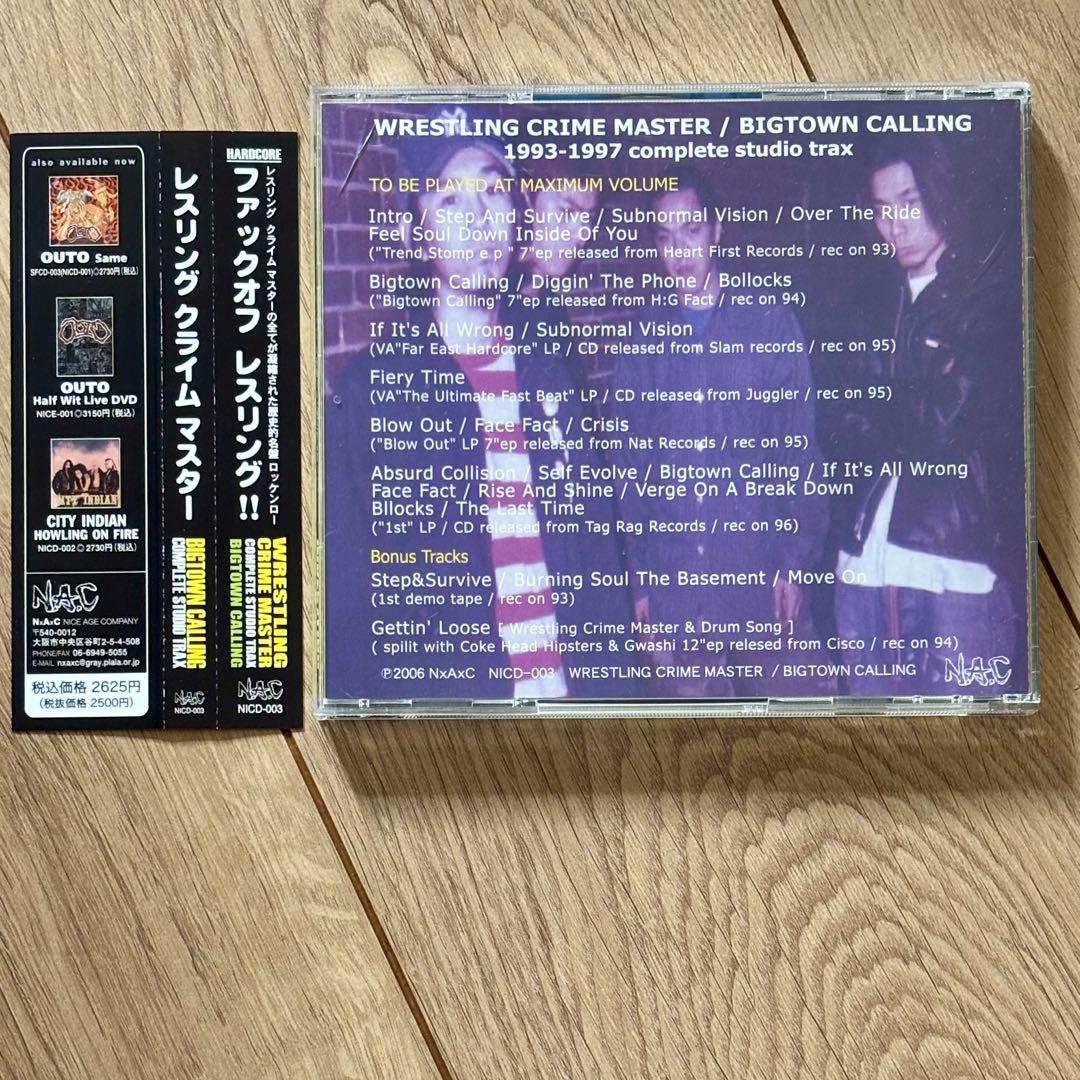 also available now
OUTO Same
SFCD-003(NICD-001)◎2730円(税込)
OUTO
Half Wit Live DVD
NICE-001◎3150円(税込)
CITY INDIAN
HOWLING ON FIRE
NICD-002◎2730円(税込)
N.A.C
N×A×C NICE AGE COMPANY
〒540-0012
大阪市中央区谷町2-5-4-508
PHONE/FAX 06-6949-5055
E-MAIL nxaxc@gray.plala.or.jp
税込価格 2625円
(税抜価格 2500円)
レスリング クライム マスター
BIGTOWN CALLING
COMPLETE STUDIO TRAX
N.A.C
NICD-003
HARDCORE
レスリング クライム マスターの全てが凝縮された歴史的名盤 ロッケンロー
ファックオフ レスリング!!
WRESTLING
CRIME MASTER
COMPLETE STUDIO TRAX
BIGTOWN CALLING
N.A.C
NICD-003
WRESTLING CRIME MASTER / BIGTOWN CALLING
1993-1997 complete studio trax
TO BE PLAYED AT MAXIMUM VOLUME
Intro / Step And Survive / Subnormal Vision / Over The Ride
Feel Soul Down Inside Of You
("Trend Stomp e p " 7"ep released from Heart First Records / rec on 93)
Bigtown Calling / Diggin' The Phone / Bollocks
("Bigtown Calling" 7"ep released from H:G Fact / rec on 94)
If It's All Wrong / Subnormal Vision
(VA"Far East Hardcore" LP / CD released from Slam records / rec on 95)
Fiery Time
(VA"The Ultimate Fast Beat" LP / CD released from Juggler / rec on 95)
Blow Out / Face Fact / Crisis
("Blow Out" LP 7"ep released from Nat Records / rec on 95)
Absurd Collision / Self Evolve / Bigtown Calling / If It's All Wrong
Face Fact / Rise And Shine / Verge On A Break Down
Bllocks / The Last Time
("1st" LP / CD released from Tag Rag Records / rec on 96)
Bonus Tracks
Step&Survive / Burning Soul The Basement / Move On
(1st demo tape / rec on 93)
Gettin' Loose [ Wrestling Crime Master & Drum Song ]
( spilit with Coke Head Hipsters & Gwashi 12"ep relesed from Cisco / rec on 94)
℗2006 N×A×C NICD-003 WRESTLING CRIME MASTER / BIGTOWN CALLING
N.A.C